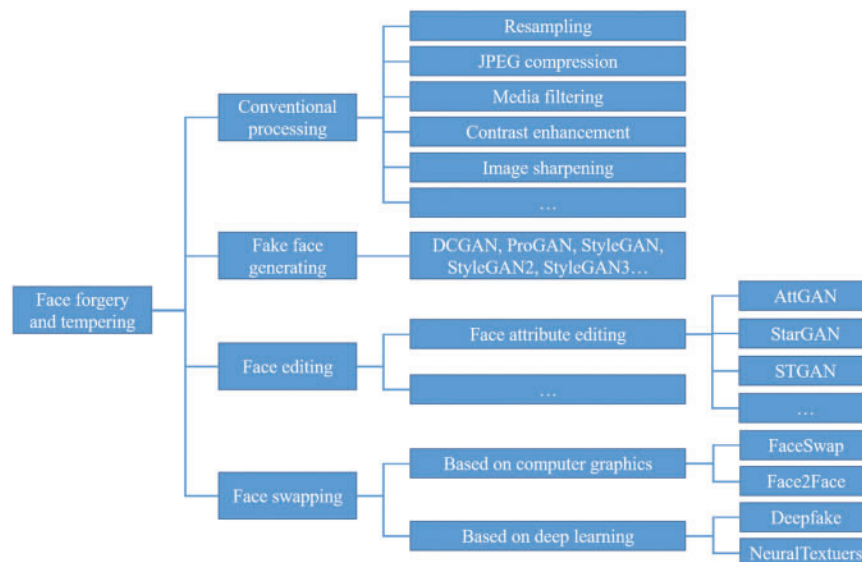 Face forgery
and tempering
Conventional
processing
Resampling
JPEG compression
Media filtering
Contrast enhancement
Image sharpening
…
Fake face
generating
DCGAN, ProGAN, StyleGAN,
StyleGAN2, StyleGAN3…
Face editing
Face attribute editing
AttGAN
StarGAN
STGAN
…
…
Face swapping
Based on computer graphics
FaceSwap
Face2Face
Based on deep learning
Deepfake
NeuralTextuers